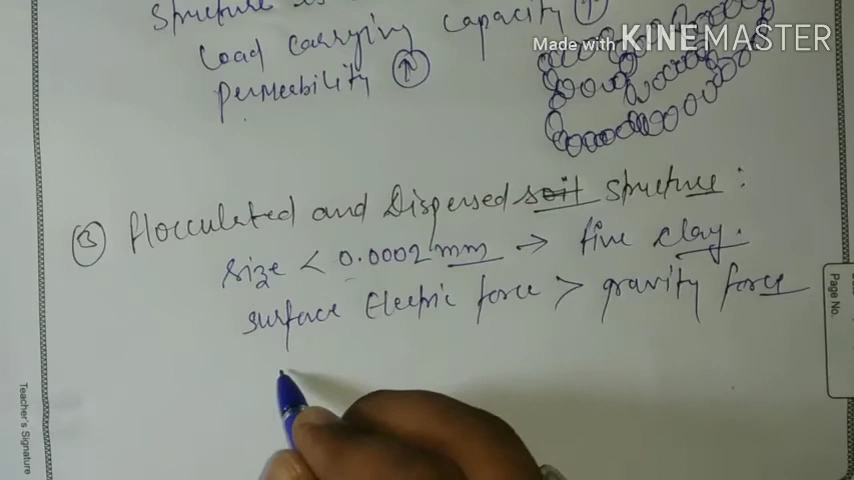 Structure is
Load carrying capacity ↑
permeability ↑
Made with KINEMASTER
③ flocculated and Dispersed soil structure :
size < 0.0002 mm → fine clay.
surface Electric force > gravity force
Page No.
Teacher's Signature